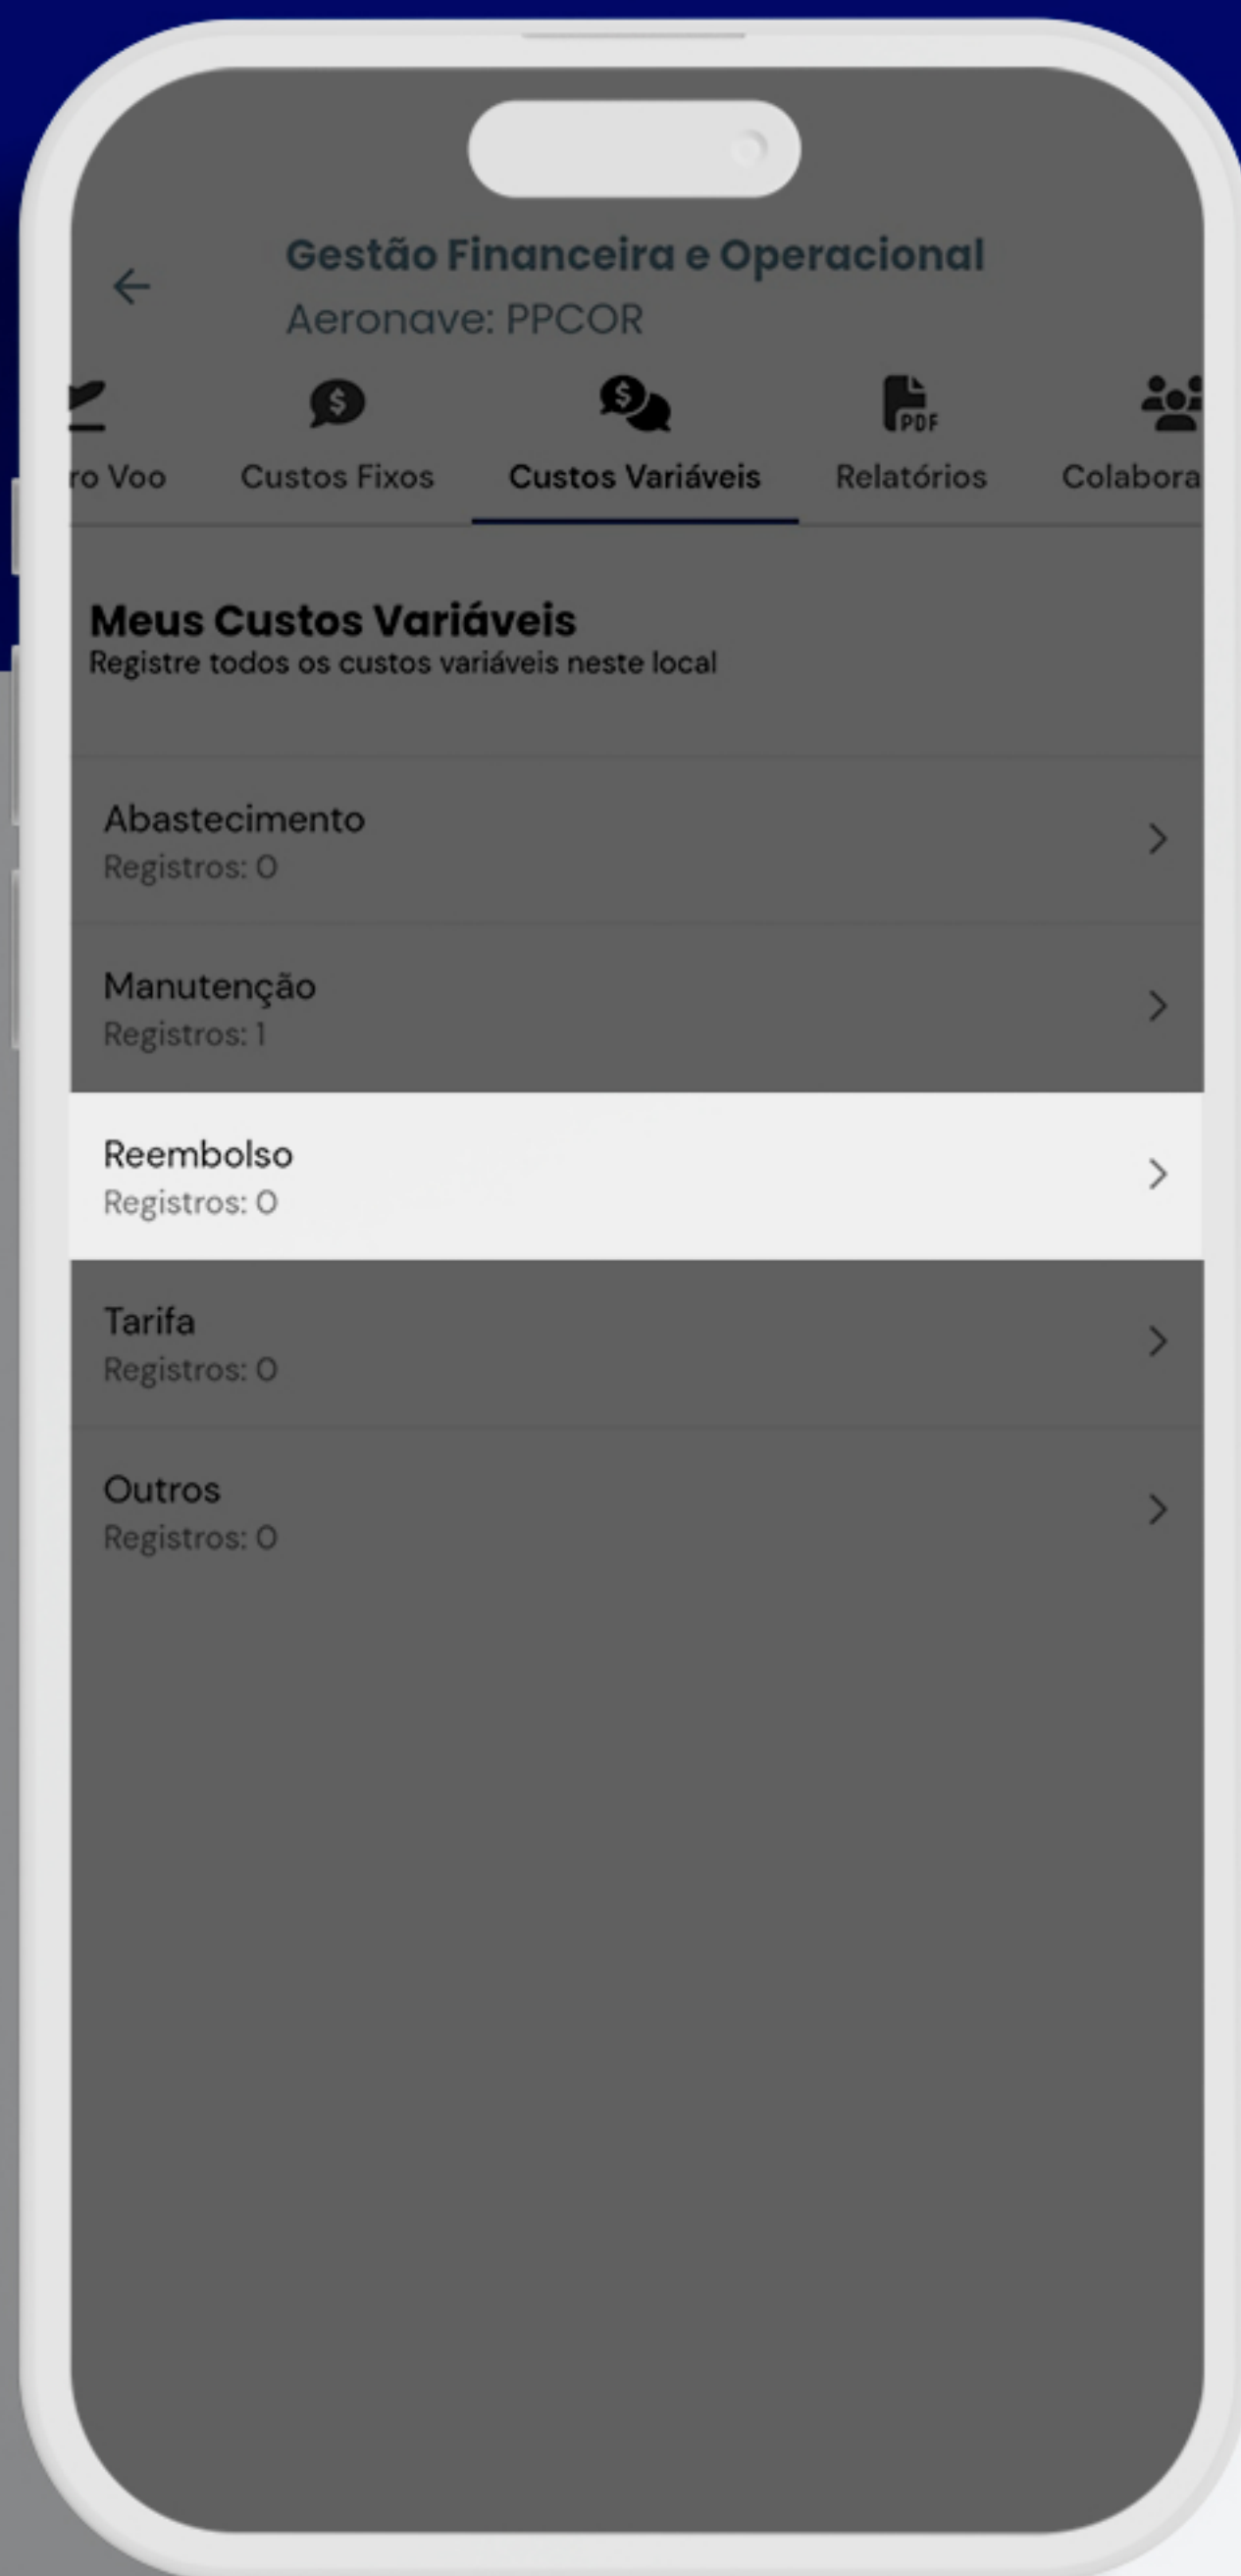 Gestão Financeira e Operacional
Aeronave: PPCOR
$
$
PDF
ro Voo
Custos Fixos
Custos Variáveis
Relatórios
Colabora
Meus Custos Variáveis
Registre todos os custos variáveis neste local
Abastecimento
Registros: 0
Manutenção
Registros: 1
Reembolso
Registros: 0
Tarifa
Registros: 0
Outros
Registros: 0